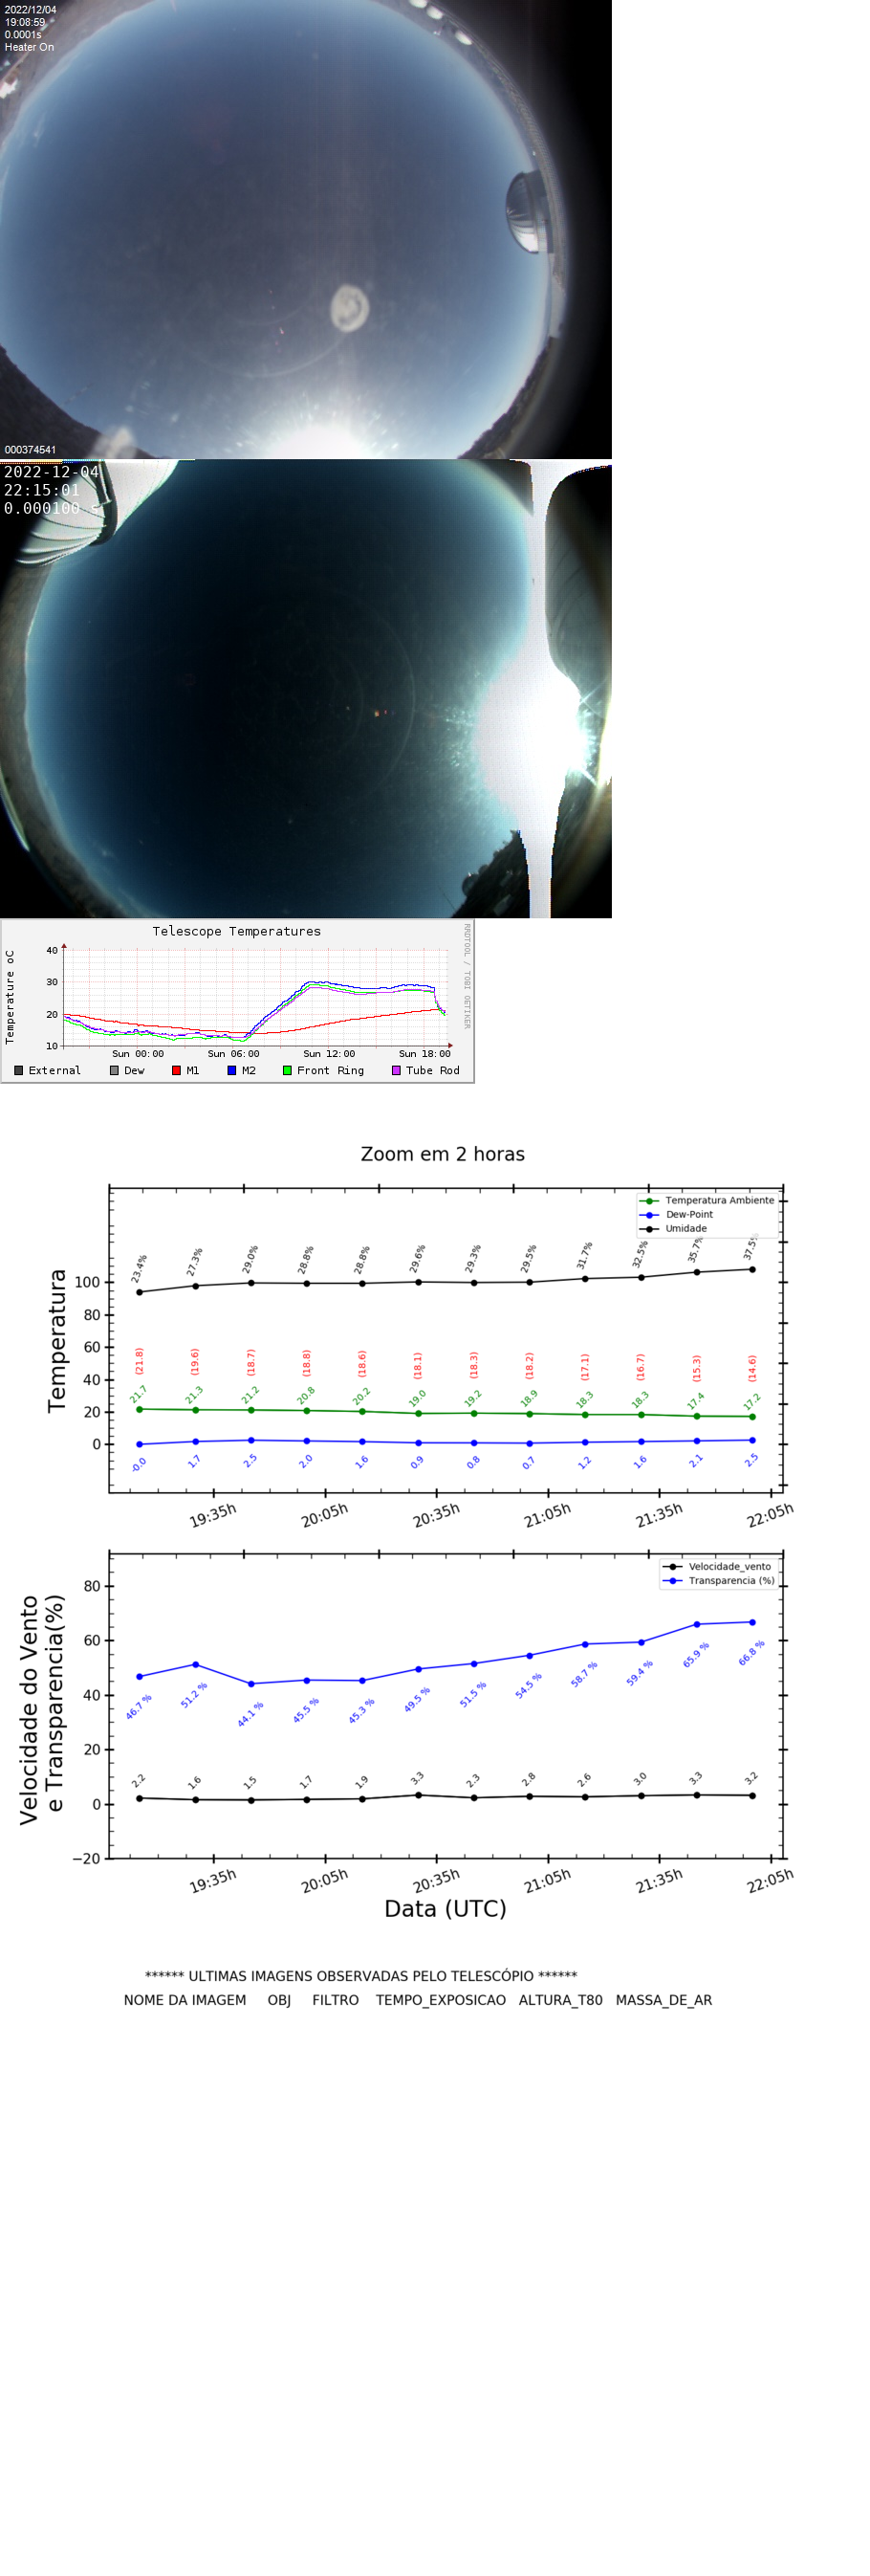 2022/12/04
19:08:59
0.0001s
Heater On
000374541
2022-12-04
22:15:01
0.000100 s
Telescope Temperatures
RRDTOOL / TOBI OETIKER
Temperature oC
40
30
20
10
Sun 00:00 Sun 06:00 Sun 12:00 Sun 18:00
External Dew M1 M2 Front Ring Tube Rod
Zoom em 2 horas
Temperatura Ambiente
Dew-Point
Umidade
23.4% 27.3% 29.0% 28.8% 28.8% 29.6% 29.3% 29.5% 31.7% 32.5% 35.7% 37.5%
Temperatura
100
80
60
40
20
0
(21.8) (19.6) (18.7) (18.8) (18.6) (18.1) (18.3) (18.2) (17.1) (16.7) (15.3) (14.6)
21.7 21.3 21.2 20.8 20.2 19.0 19.2 18.9 18.3 18.3 17.4 17.2
-0.0 1.7 2.5 2.0 1.6 0.9 0.8 0.7 1.2 1.6 2.1 2.5
19:35h 20:05h 20:35h 21:05h 21:35h 22:05h
Velocidade_vento
Transparencia (%)
Velocidade do Vento
e Transparencia(%)
80
60
40
20
0
−20
46.7 % 51.2 % 44.1 % 45.5 % 45.3 % 49.5 % 51.5 % 54.5 % 58.7 % 59.4 % 65.9 % 66.8 %
2.2 1.6 1.5 1.7 1.9 3.3 2.3 2.8 2.6 3.0 3.3 3.2
19:35h 20:05h 20:35h 21:05h 21:35h 22:05h
Data (UTC)
****** ULTIMAS IMAGENS OBSERVADAS PELO TELESCÓPIO ******
NOME DA IMAGEM OBJ FILTRO TEMPO_EXPOSICAO ALTURA_T80 MASSA_DE_AR